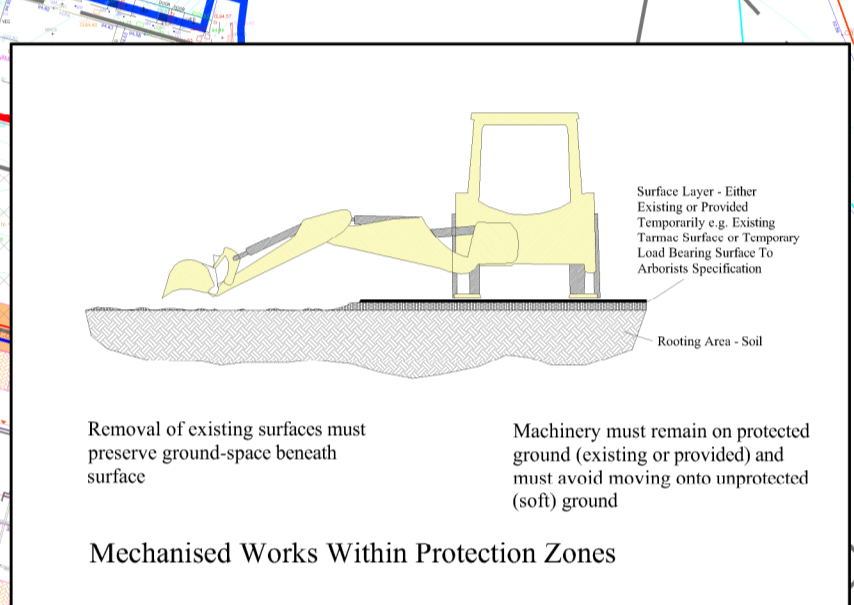 Surface Layer - Either
Existing or Provided
Temporarily e.g. Existing
Tarmac Surface or Temporary
Load Bearing Surface To
Arborists Specification
Rooting Area - Soil
Removal of existing surfaces must
preserve ground-space beneath
surface
Machinery must remain on protected
ground (existing or provided) and
must avoid moving onto unprotected
(soft) ground
Mechanised Works Within Protection Zones